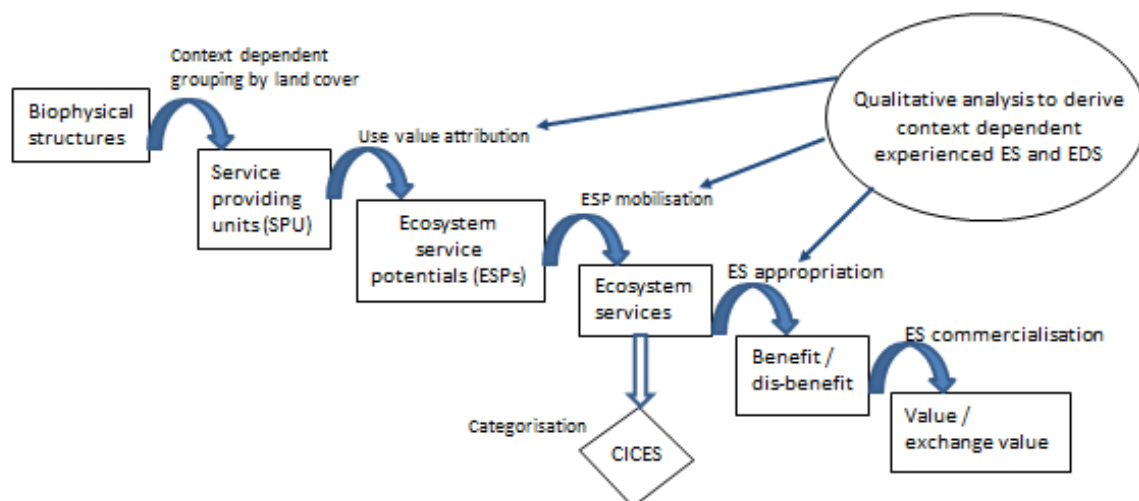 Context dependent
grouping by land cover
Biophysical
structures
Qualitative analysis to derive
context dependent
experienced ES and EDS
Use value attribution
Service
providing
units (SPU)
ESP mobilisation
Ecosystem
service
potentials (ESPs)
ES appropriation
Ecosystem
services
ES commercialisation
Benefit /
dis-benefit
Value /
exchange value
Categorisation
CICES